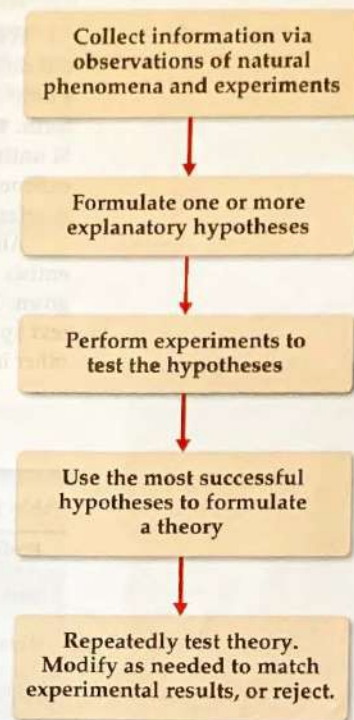 Collect information via
observations of natural
phenomena and experiments
Formulate one or more
explanatory hypotheses
Perform experiments to
test the hypotheses
Use the most successful
hypotheses to formulate
a theory
Repeatedly test theory.
Modify as needed to match
experimental results, or reject.